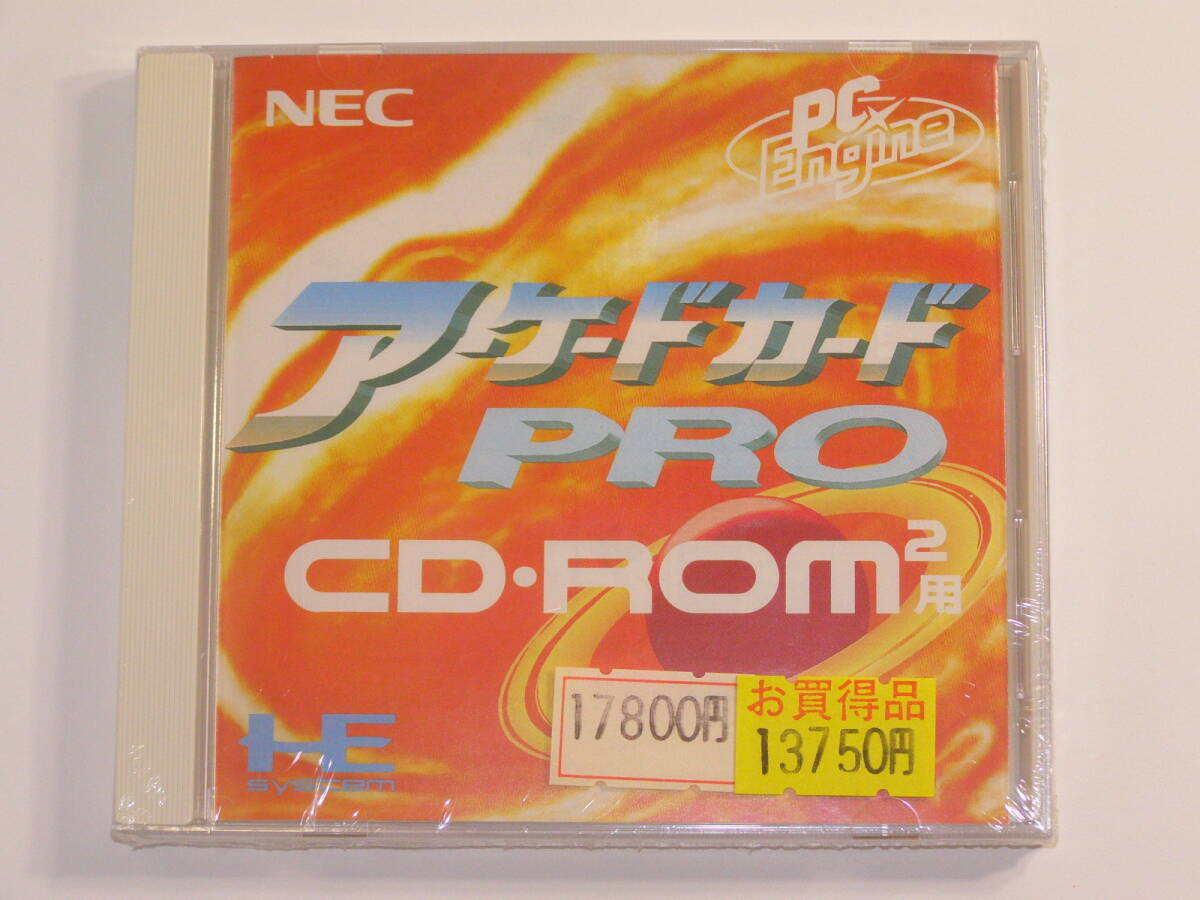 NEC
PC Engine
アーケードカード
PRO
CD・ROM²用
17800円
お買得品
13750円
HE
system